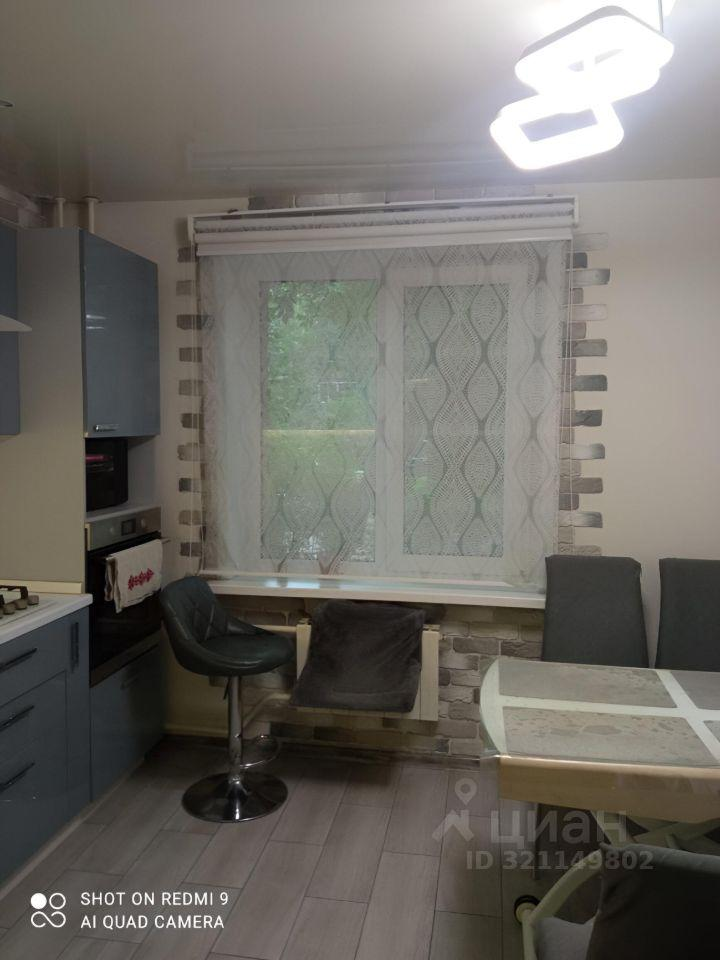 циан
ID 321149802
SHOT ON REDMI 9
AI QUAD CAMERA